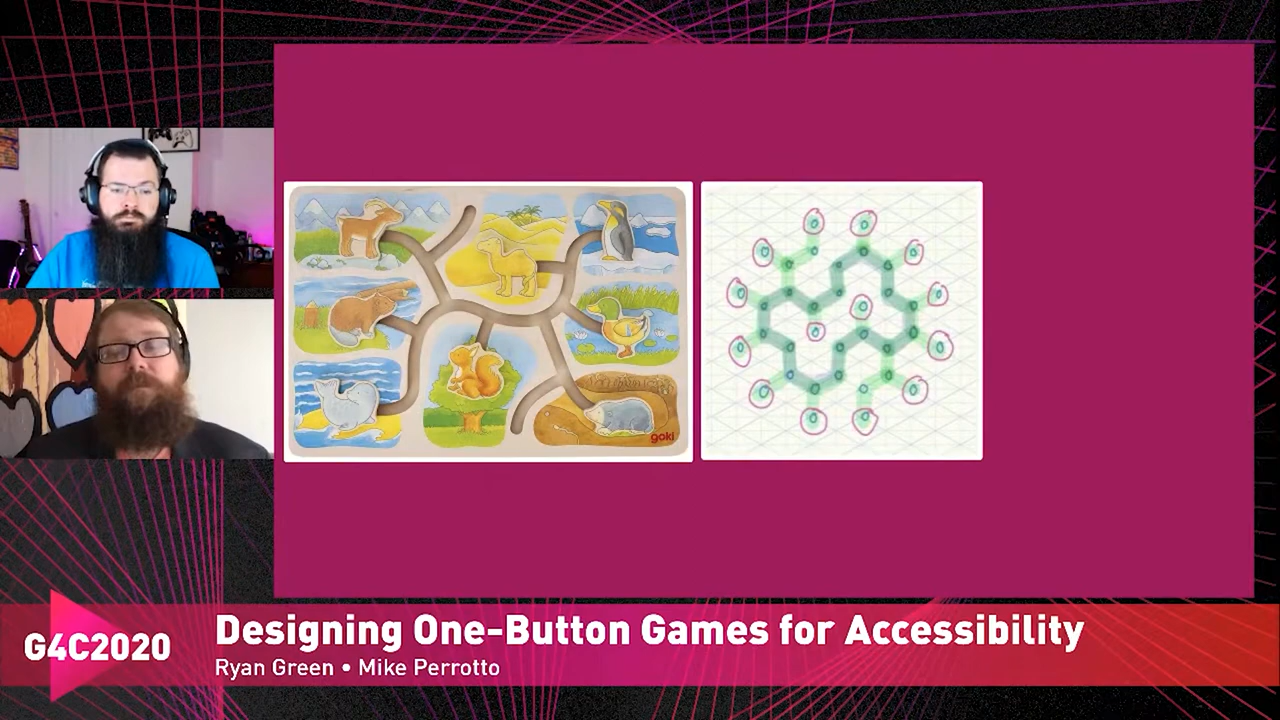 goki
G4C2020
Designing One-Button Games for Accessibility
Ryan Green • Mike Perrotto